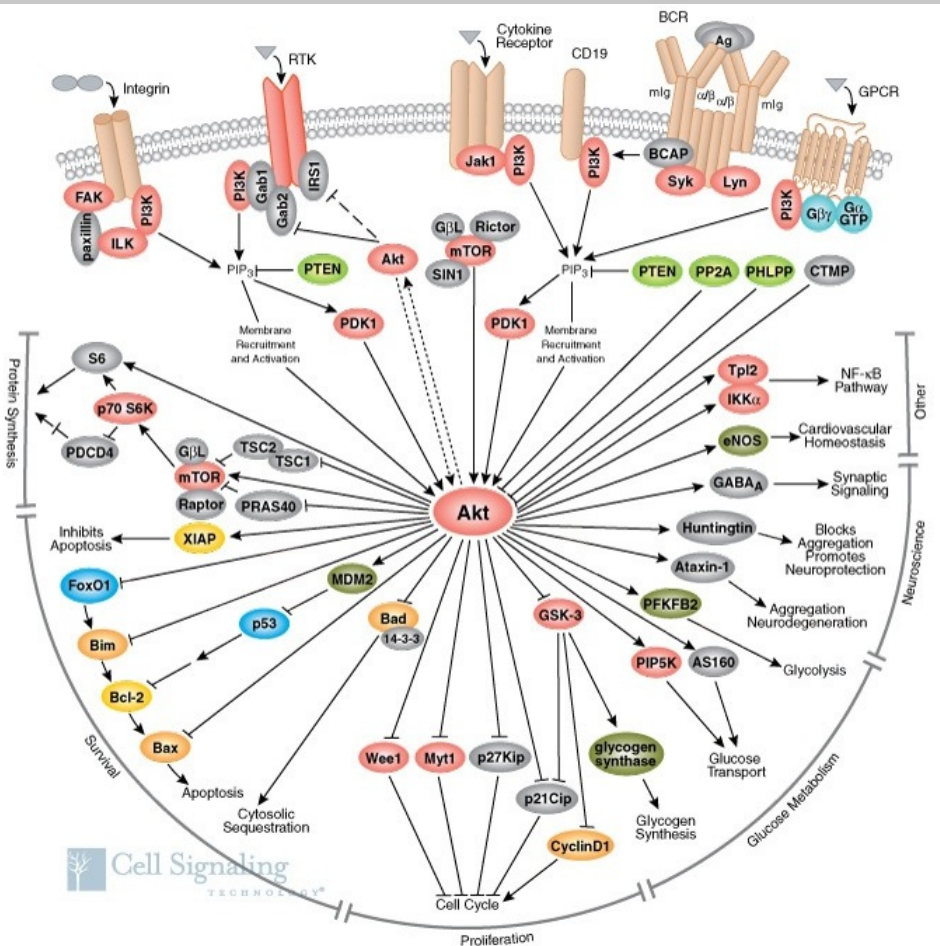 BCR
Cytokine
Receptor
Ag
CD19
RTK
Integrin
mIg
α/β
α/β
mIg
GPCR
FAK
PI3K
paxillin
ILK
PI3K
Gab1
Gab2
IRS1
Jak1
PI3K
PI3K
BCAP
Syk
Lyn
PI3K
Gβγ
Gα
GTP
PIP3
PTEN
Akt
GβL
Rictor
mTOR
SIN1
PIP3
PTEN
PP2A
PHLPP
CTMP
PDK1
Membrane
Recruitment
and Activation
PDK1
Membrane
Recruitment
and Activation
Protein Synthesis
S6
p70 S6K
PDCD4
GβL
mTOR
Raptor
TSC2
TSC1
PRAS40
Akt
Tpl2
IKKα
NF-κB
Pathway
eNOS
Cardiovascular
Homeostasis
Other
GABAA
Synaptic
Signaling
Huntingtin
Blocks
Aggregation
Promotes
Neuroprotection
Ataxin-1
Aggregation
Neurodegeneration
Neuroscience
Inhibits
Apoptosis
XIAP
FoxO1
MDM2
p53
Bim
Bcl-2
Bax
Apoptosis
Bad
14-3-3
Cytosolic
Sequestration
Survival
GSK-3
PFKFB2
Glycolysis
PIP5K
AS160
Glucose
Transport
glycogen
synthase
Glycogen
Synthesis
Glucose Metabolism
Wee1
Myt1
p27Kip
p21Cip
CyclinD1
Cell Cycle
Proliferation
Cell Signaling
TECHNOLOGY®